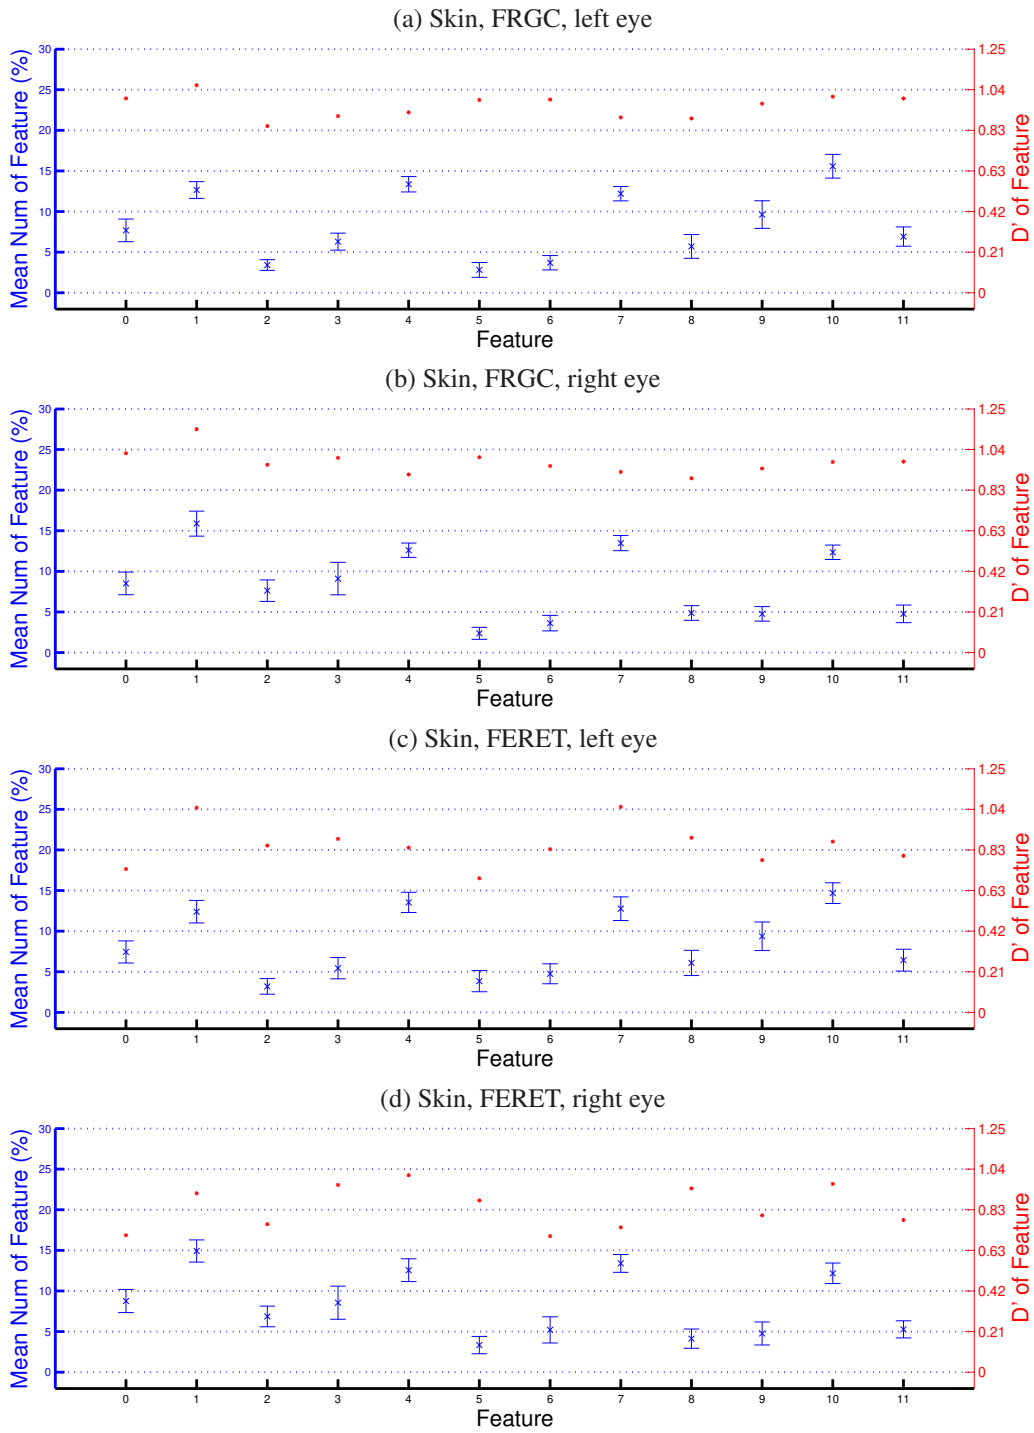 (a) Skin, FRGC, left eye
Mean Num of Feature (%)
30
25
20
15
10
5
0
1.25
1.04
0.83
0.63
0.42
0.21
0
D' of Feature
0 1 2 3 4 5 6 7 8 9 10 11
Feature
(b) Skin, FRGC, right eye
Mean Num of Feature (%)
30
25
20
15
10
5
0
1.25
1.04
0.83
0.63
0.42
0.21
0
D' of Feature
0 1 2 3 4 5 6 7 8 9 10 11
Feature
(c) Skin, FERET, left eye
Mean Num of Feature (%)
30
25
20
15
10
5
0
1.25
1.04
0.83
0.63
0.42
0.21
0
D' of Feature
0 1 2 3 4 5 6 7 8 9 10 11
Feature
(d) Skin, FERET, right eye
Mean Num of Feature (%)
30
25
20
15
10
5
0
1.25
1.04
0.83
0.63
0.42
0.21
0
D' of Feature
0 1 2 3 4 5 6 7 8 9 10 11
Feature